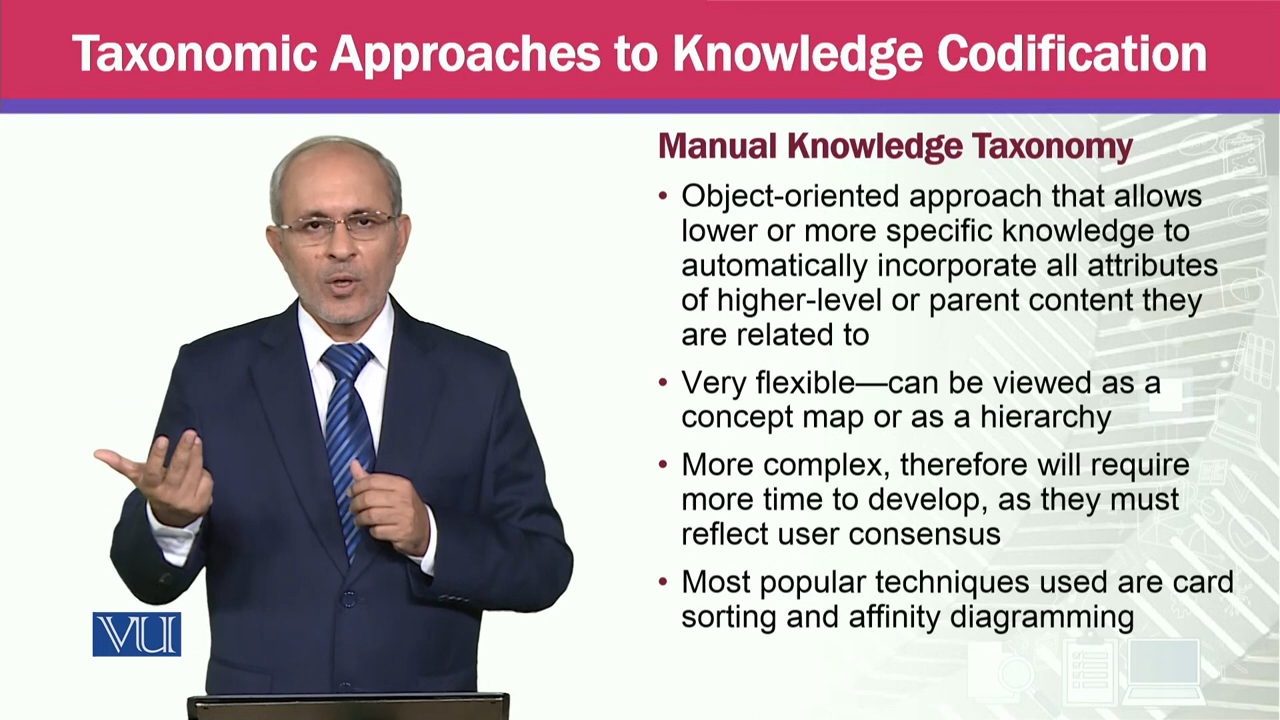 Taxonomic Approaches to Knowledge Codification
Manual Knowledge Taxonomy
• Object-oriented approach that allows
lower or more specific knowledge to
automatically incorporate all attributes
of higher-level or parent content they
are related to
• Very flexible—can be viewed as a
concept map or as a hierarchy
• More complex, therefore will require
more time to develop, as they must
reflect user consensus
• Most popular techniques used are card
sorting and affinity diagramming
VU